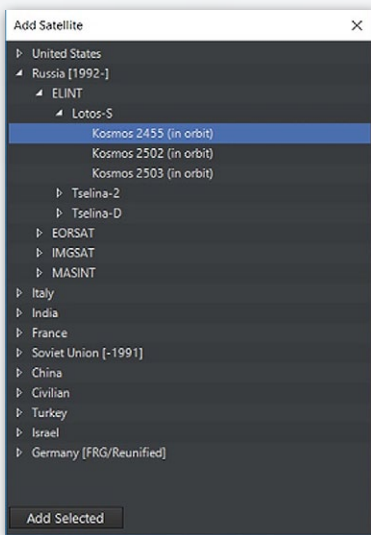 Add Satellite
United States
Russia [1992-]
ELINT
Lotos-S
Kosmos 2455 (in orbit)
Kosmos 2502 (in orbit)
Kosmos 2503 (in orbit)
Tselina-2
Tselina-D
EORSAT
IMGSAT
MASINT
Italy
India
France
Soviet Union [-1991]
China
Civilian
Turkey
Israel
Germany [FRG/Reunified]
Add Selected